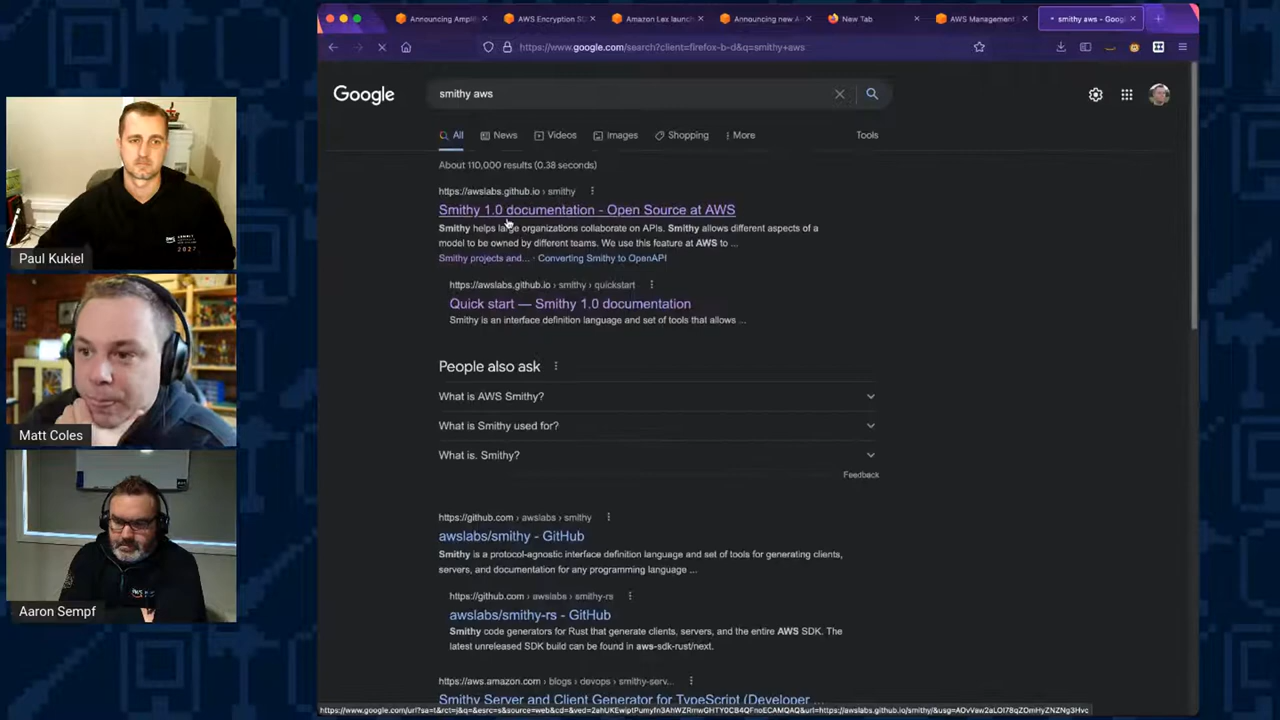 Announcing Ampli
AWS Encryption SD
Amazon Lex launch
Announcing new A
New Tab
AWS Management
smithy aws - Goog
https://www.google.com/search?client=firefox-b-d&q=smithy+aws
Google
smithy aws
All
News
Videos
Images
Shopping
More
Tools
About 110,000 results (0.38 seconds)
https://awslabs.github.io › smithy
Smithy 1.0 documentation - Open Source at AWS
Smithy helps large organizations collaborate on APIs. Smithy allows different aspects of a
model to be owned by different teams. We use this feature at AWS to ...
Smithy projects and... · Converting Smithy to OpenAPI
https://awslabs.github.io › smithy › quickstart
Quick start — Smithy 1.0 documentation
Smithy is an interface definition language and set of tools that allows ...
People also ask
What is AWS Smithy?
What is Smithy used for?
What is. Smithy?
Feedback
https://github.com › awslabs › smithy
awslabs/smithy - GitHub
Smithy is a protocol-agnostic interface definition language and set of tools for generating clients,
servers, and documentation for any programming language ...
https://github.com › awslabs › smithy-rs
awslabs/smithy-rs - GitHub
Smithy code generators for Rust that generate clients, servers, and the entire AWS SDK. The
latest unreleased SDK build can be found in aws-sdk-rust/next.
https://aws.amazon.com › blogs › devops › smithy-serv...
Smithy Server and Client Generator for TypeScript (Developer ...
Paul Kukiel
Matt Coles
Aaron Sempf